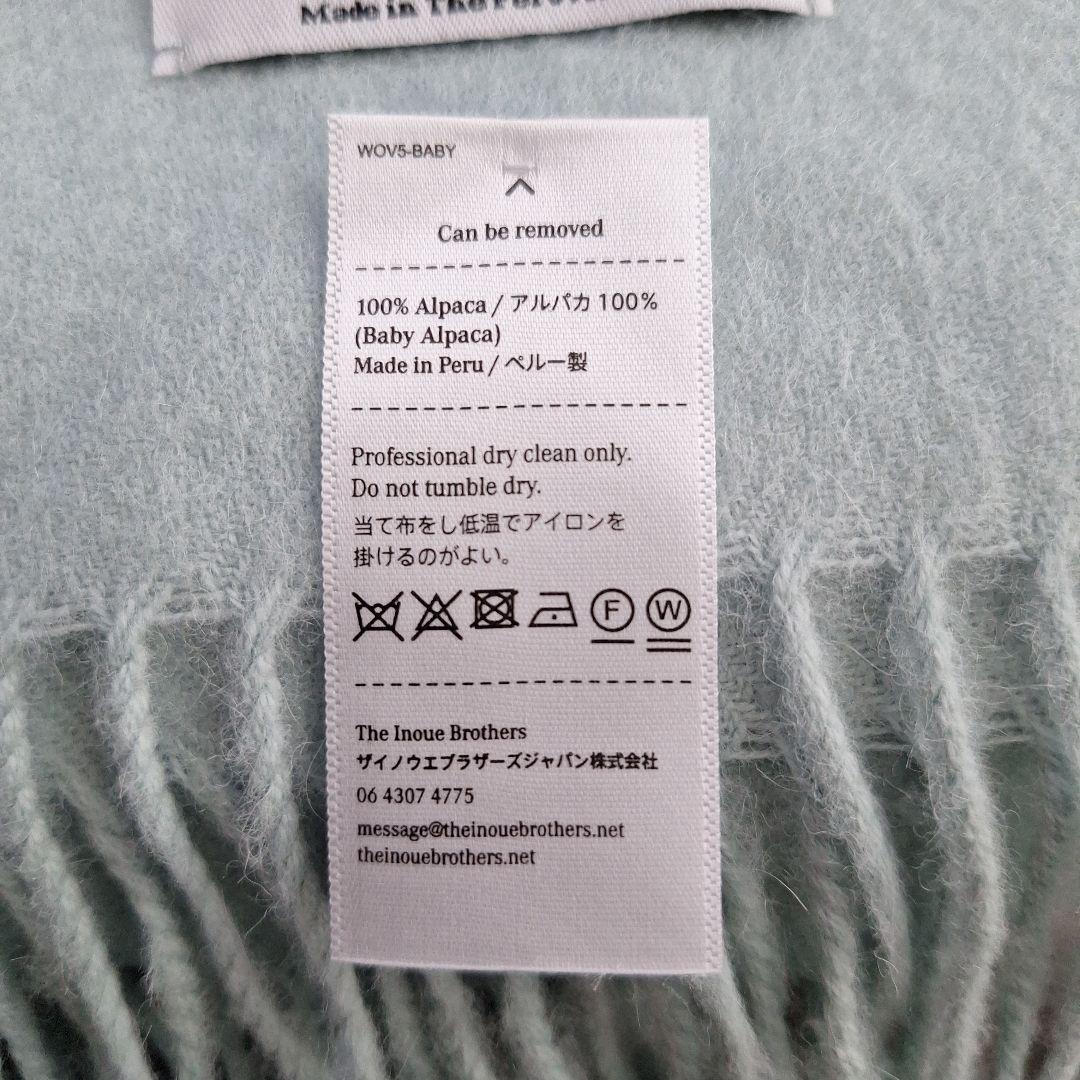 Made in The
WOV5-BABY
Can be removed
100% Alpaca / アルパカ 100%
(Baby Alpaca)
Made in Peru / ペルー製
Professional dry clean only.
Do not tumble dry.
当て布をし低温でアイロンを
掛けるのがよい。
F W
The Inoue Brothers
ザイノウエブラザーズジャパン株式会社
06 4307 4775
message@theinouebrothers.net
theinouebrothers.net